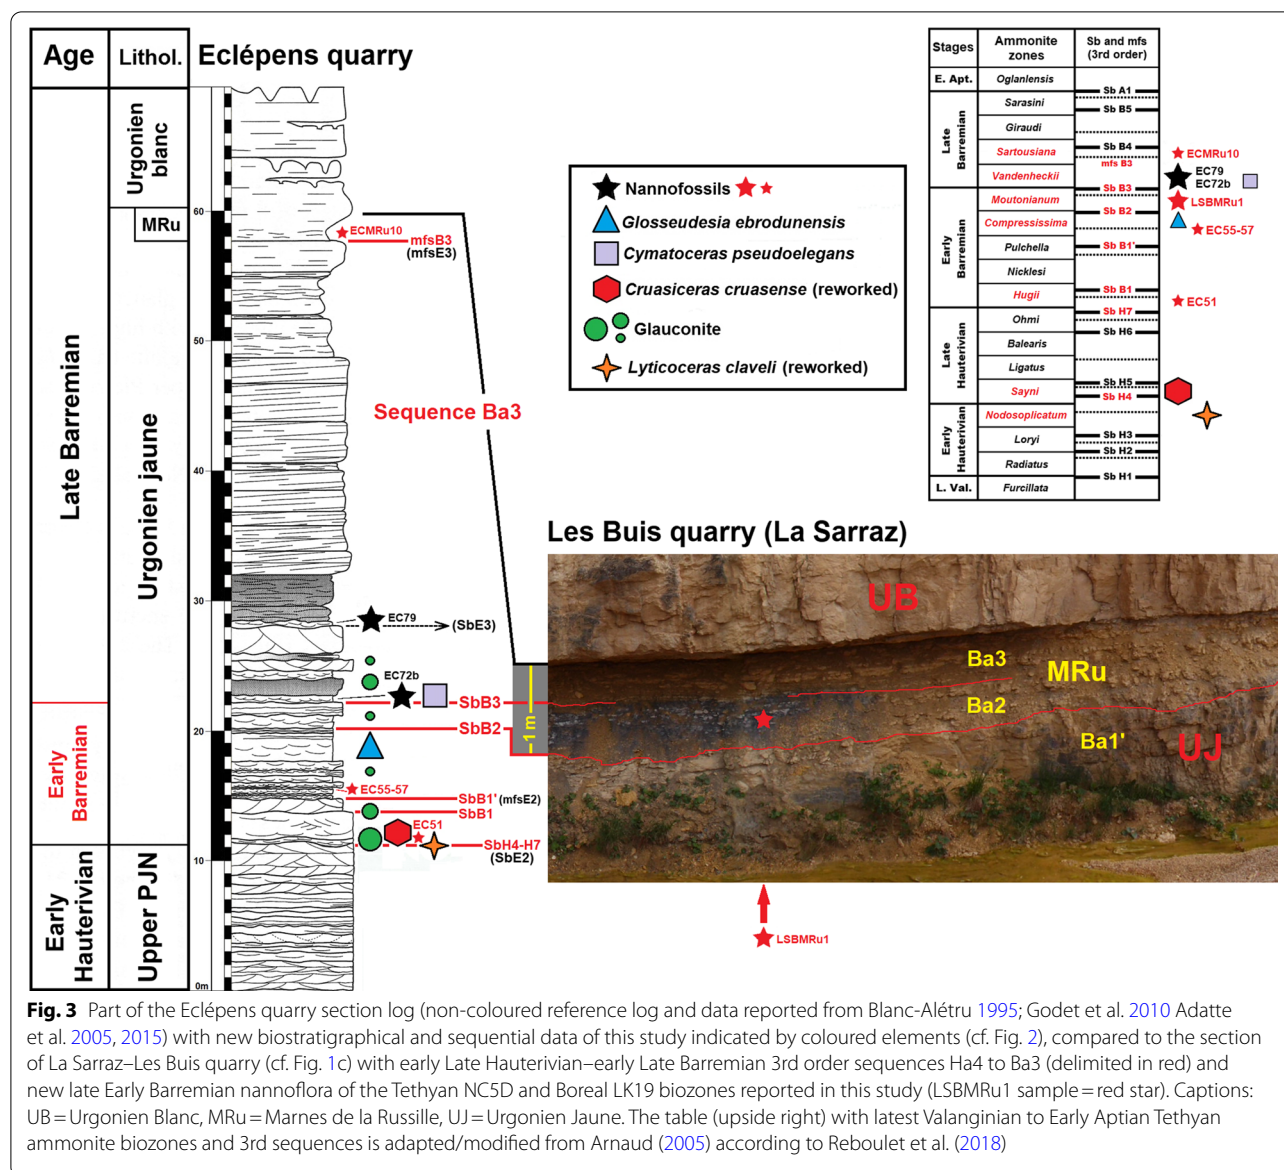 Age
Lithol.
Eclépens quarry
Late Barremian
Early
Barremian
Early
Hauterivian
Urgonien
blanc
MRu
Urgonien jaune
Upper PJN
60
50
40
30
20
10
0m
ECMRu10
mfsB3
(mfsE3)
Sequence Ba3
EC79
(SbE3)
EC72b
SbB3
SbB2
EC55-57
SbB1' (mfsE2)
SbB1
EC51
SbH4-H7
(SbE2)
Nannofossils
Glosseudesia ebrodunensis
Cymatoceras pseudoelegans
Cruasiceras cruasense (reworked)
Glauconite
Lyticoceras claveli (reworked)
Stages
Ammonite
zones
Sb and mfs
(3rd order)
E. Apt.
Late
Barremian
Early
Barremian
Late
Hauterivian
Early
Hauterivian
L. Val.
Oglanlensis
Sarasini
Giraudi
Sartousiana
Vandenheckii
Moutonianum
Compressissima
Pulchella
Nicklesi
Hugii
Ohmi
Balearis
Ligatus
Sayni
Nodosoplicatum
Loryi
Radiatus
Furcillata
Sb A1
Sb B5
Sb B4
mfs B3
Sb B3
Sb B2
Sb B1'
Sb B1
Sb H7
Sb H6
Sb H5
Sb H4
Sb H3
Sb H2
Sb H1
ECMRu10
EC79
EC72b
LSBMRu1
EC55-57
EC51
Les Buis quarry (La Sarraz)
1 m
UB
Ba3
MRu
Ba2
Ba1'
UJ
LSBMRu1
Fig. 3 Part of the Eclépens quarry section log (non-coloured reference log and data reported from Blanc-Alétru 1995; Godet et al. 2010 Adatte
et al. 2005, 2015) with new biostratigraphical and sequential data of this study indicated by coloured elements (cf. Fig. 2), compared to the section
of La Sarraz–Les Buis quarry (cf. Fig. 1c) with early Late Hauterivian–early Late Barremian 3rd order sequences Ha4 to Ba3 (delimited in red) and
new late Early Barremian nannoflora of the Tethyan NC5D and Boreal LK19 biozones reported in this study (LSBMRu1 sample = red star). Captions:
UB = Urgonien Blanc, MRu = Marnes de la Russille, UJ = Urgonien Jaune. The table (upside right) with latest Valanginian to Early Aptian Tethyan
ammonite biozones and 3rd sequences is adapted/modified from Arnaud (2005) according to Reboulet et al. (2018)